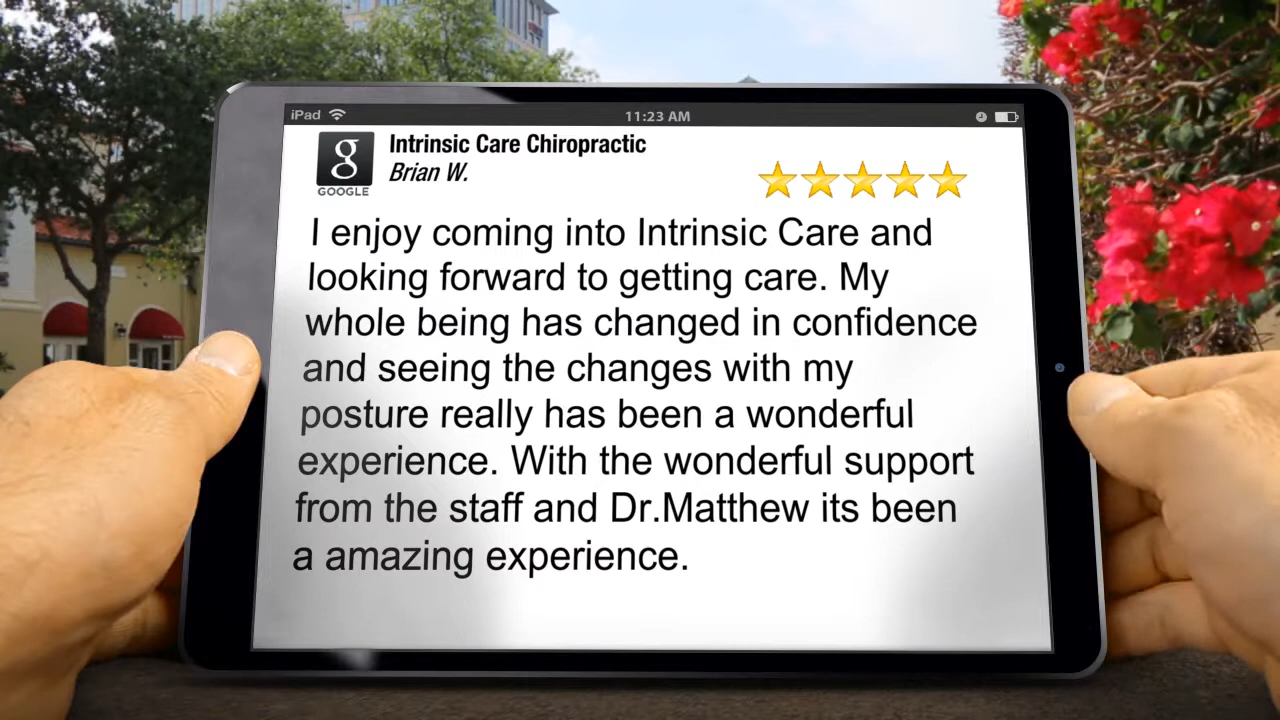 iPad
11:23 AM
g
GOOGLE
Intrinsic Care Chiropractic
Brian W.
I enjoy coming into Intrinsic Care and
looking forward to getting care. My
whole being has changed in confidence
and seeing the changes with my
posture really has been a wonderful
experience. With the wonderful support
from the staff and Dr.Matthew its been
a amazing experience.